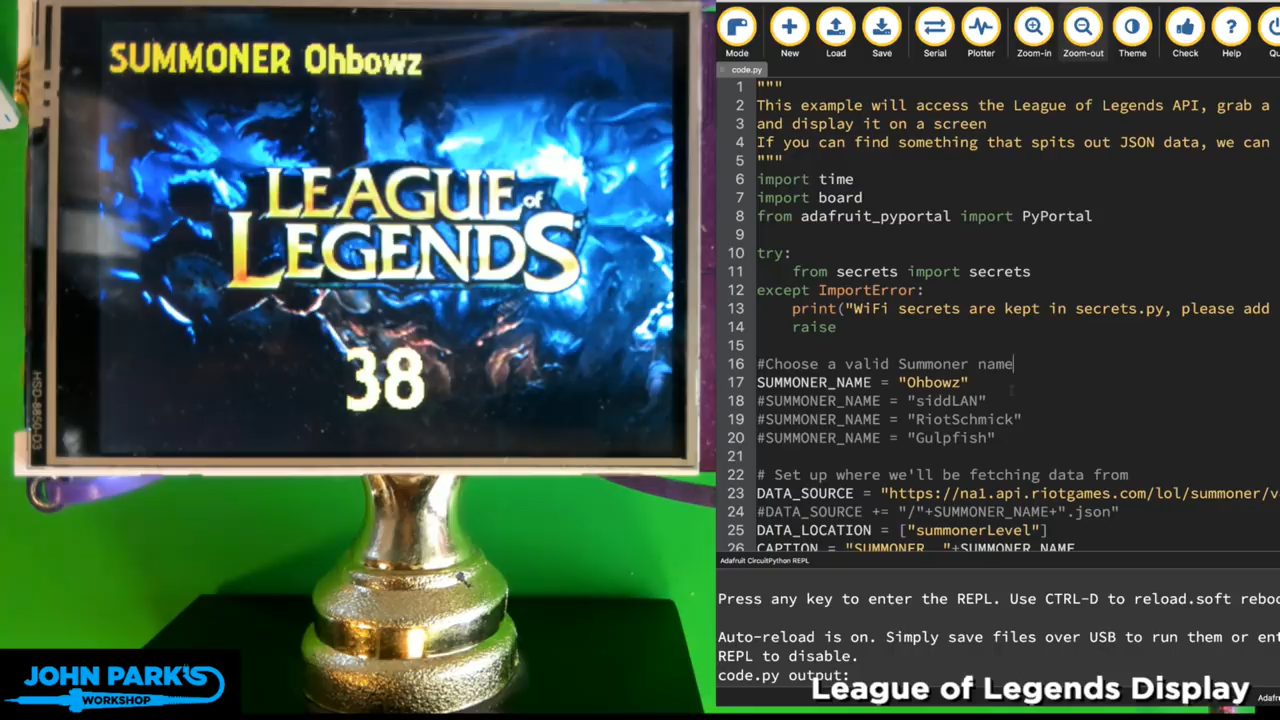 SUMMONER Ohbowz
LEAGUE of
LEGENDS
38
HSD-8850-D3
JOHN PARK'S
WORKSHOP
Mode New Load Save Serial Plotter Zoom-in Zoom-out Theme Check Help
code.py
1 """
2 This example will access the League of Legends API, grab a
3 and display it on a screen
4 If you can find something that spits out JSON data, we can
5 """
6 import time
7 import board
8 from adafruit_pyportal import PyPortal
9
10 try:
11 from secrets import secrets
12 except ImportError:
13 print("WiFi secrets are kept in secrets.py, please add
14 raise
15
16 #Choose a valid Summoner name
17 SUMMONER_NAME = "Ohbowz"
18 #SUMMONER_NAME = "siddLAN"
19 #SUMMONER_NAME = "RiotSchmick"
20 #SUMMONER_NAME = "Gulpfish"
21
22 # Set up where we'll be fetching data from
23 DATA_SOURCE = "https://na1.api.riotgames.com/lol/summoner/v
24 #DATA_SOURCE += "/"+SUMMONER_NAME+".json"
25 DATA_LOCATION = ["summonerLevel"]
26 CAPTION = "SUMMONER "+SUMMONER_NAME
Adafruit CircuitPython REPL
Press any key to enter the REPL. Use CTRL-D to reload.soft reboo
Auto-reload is on. Simply save files over USB to run them or ent
REPL to disable.
code.py output:
League of Legends Display